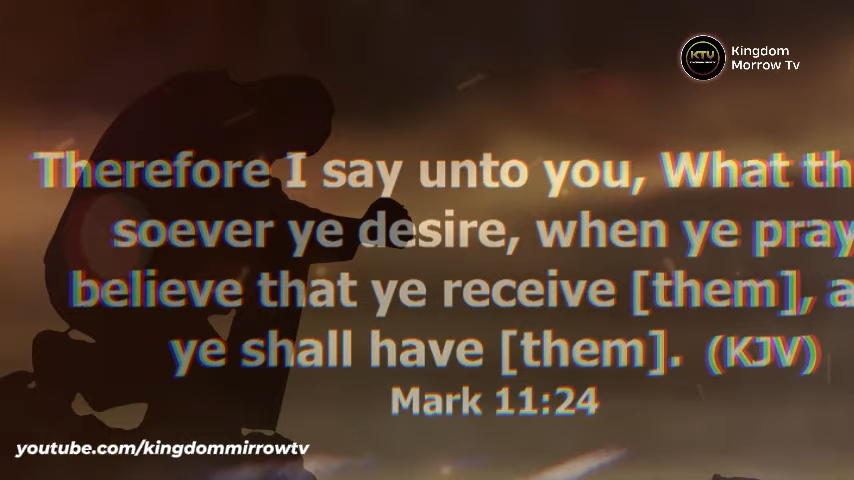 KTV
Kingdom
Morrow Tv
Therefore I say unto you, What th
soever ye desire, when ye pray
believe that ye receive [them], a
ye shall have [them]. (KJV)
Mark 11:24
youtube.com/kingdommirrowtv